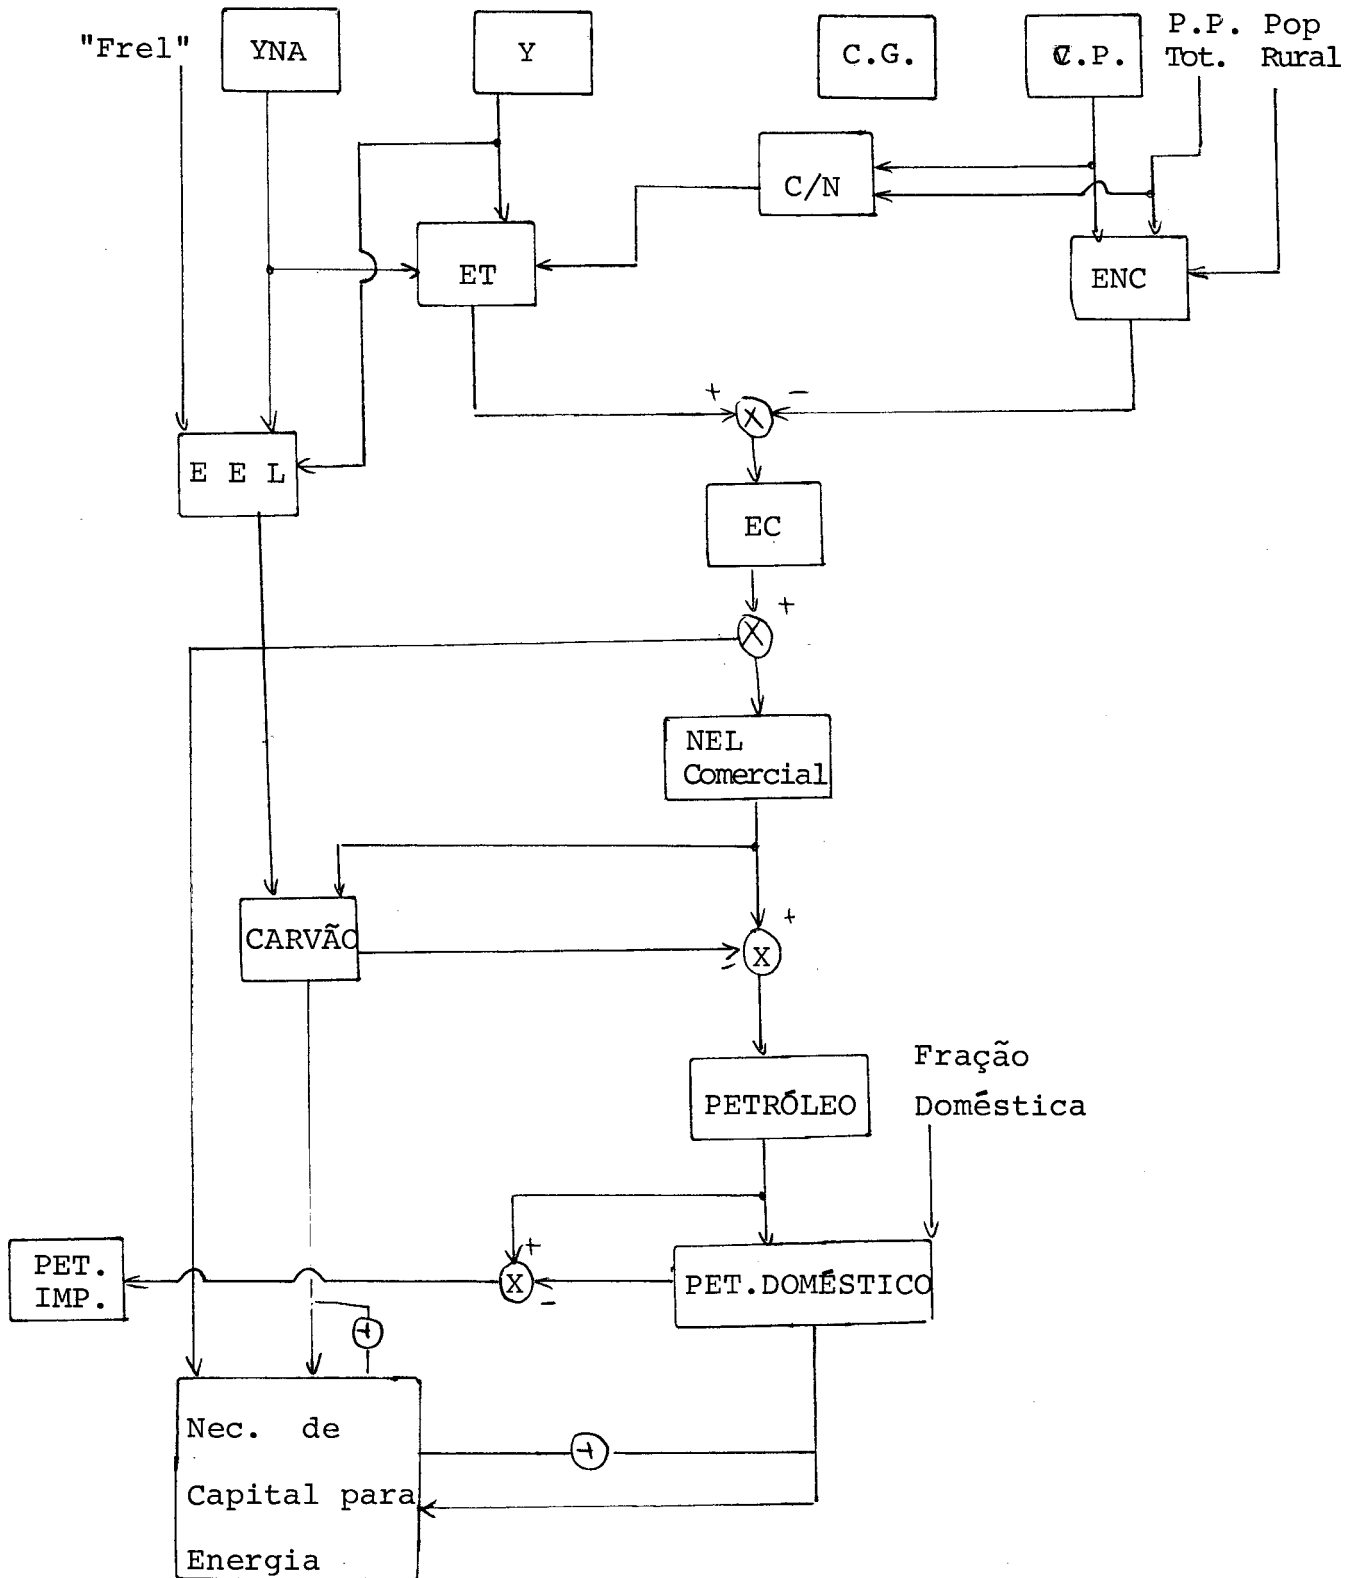 "Frel"
YNA
Y
C.G.
C.P.
P.P. Pop
Tot. Rural
C/N
ET
ENC
+
-
X
E E L
EC
+
X
NEL
Comercial
CARVÃO
+
-
X
PETRÓLEO
Fração
Doméstica
PET.
IMP.
+
X
-
PET.DOMÉSTICO
Nec. de
Capital para
Energia